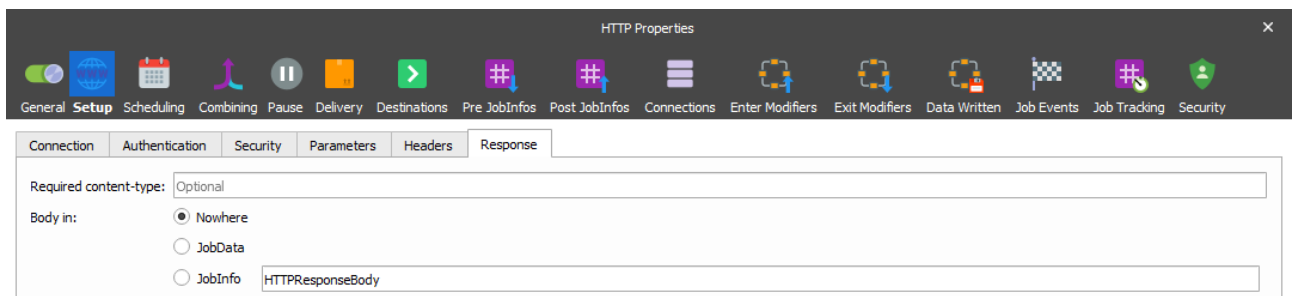 HTTP Properties
General Setup Scheduling Combining Pause Delivery Destinations Pre JobInfos Post JobInfos Connections Enter Modifiers Exit Modifiers Data Written Job Events Job Tracking Security
Connection Authentication Security Parameters Headers Response
Required content-type: Optional
Body in: Nowhere
JobData
JobInfo HTTPResponseBody